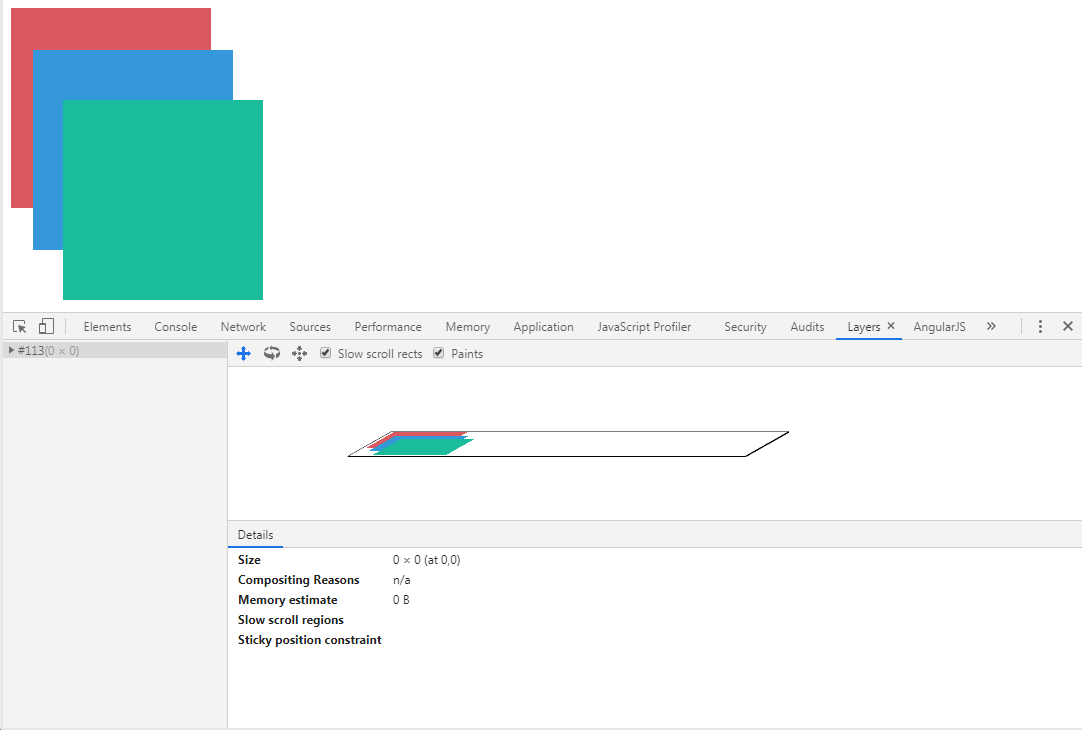 Elements Console Network Sources Performance Memory Application JavaScript Profiler Security Audits Layers × AngularJS »
#113(0 × 0)
Slow scroll rects Paints
Details
Size 0 × 0 (at 0,0)
Compositing Reasons n/a
Memory estimate 0 B
Slow scroll regions
Sticky position constraint